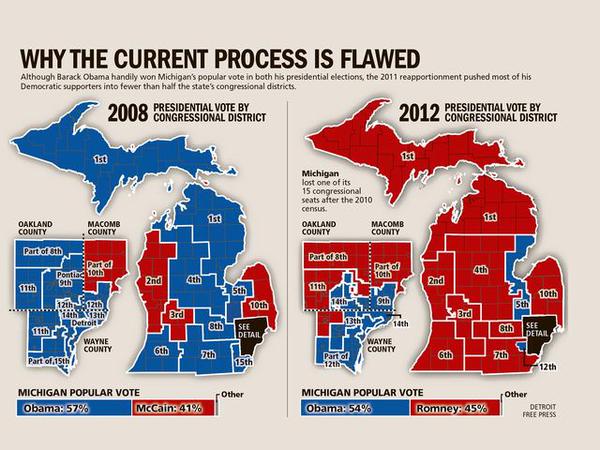 WHY THE CURRENT PROCESS IS FLAWED
Although Barack Obama handily won Michigan's popular vote in both his presidential elections, the 2011 reapportionment pushed most of his
Democratic supporters into fewer than half the state's congressional districts.
2008 PRESIDENTIAL VOTE BY
CONGRESSIONAL DISTRICT
1st
1st
OAKLAND
COUNTY
MACOMB
COUNTY
Part of 8th
Part of
10th
Pontiac
9th
11th
12th
12th
14th
13th
Detroit
11th
WAYNE
COUNTY
Part of 15th
2nd
4th
5th
3rd
10th
8th
SEE
DETAIL
6th
7th
15th
MICHIGAN POPULAR VOTE
Other
Obama: 57%
McCain: 41%
2012 PRESIDENTIAL VOTE BY
CONGRESSIONAL DISTRICT
1st
Michigan
lost one of its
15 congressional
seats after the 2010
census.
1st
OAKLAND
COUNTY
MACOMB
COUNTY
Part of 8th
Part of
10th
11th
14th
9th
13th
14th
WAYNE
COUNTY
Part of
12th
4th
2nd
5th
10th
3rd
8th
SEE
DETAIL
6th
7th
12th
MICHIGAN POPULAR VOTE
Other
Obama: 54%
Romney: 45%
DETROIT
FREE PRESS